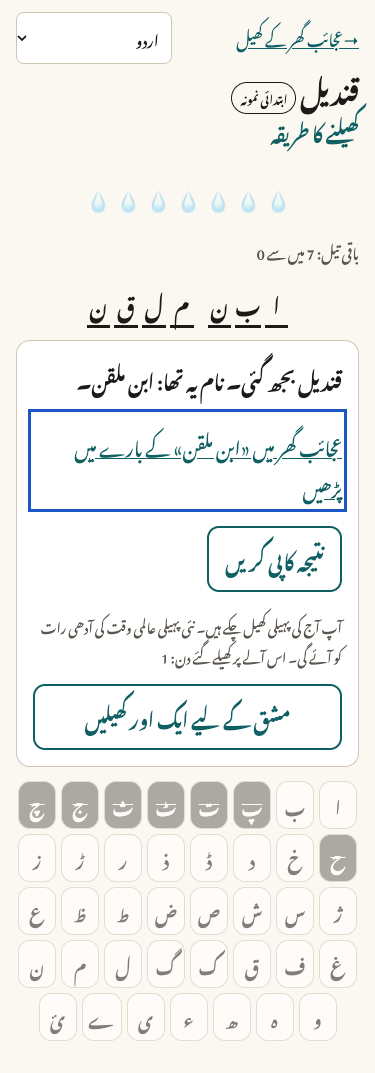 →عجائب گھر کے کھیل
اردو
قندیل ابتدائی نمونہ
کھیلنے کا طریقہ
باقی تیل: 7 میں سے 0
ا ب ن م ل ق ن
قندیل بجھ گئی۔ نام یہ تھا: ابن ملقن۔
عجائب گھر میں «ابن ملقن» کے بارے میں
پڑھیں
نتیجہ کاپی کریں
آپ آج کی پہیلی کھیل چکے ہیں۔ نئی پہیلی عالمی وقت کی آدھی رات
کو آئے گی۔ اس آلے پر کھیلے گئے دن: 1
مشق کے لیے ایک اور کھیلیں
ا ب پ ت ٹ ث ج چ
ح خ د ڈ ذ ر ڑ ز
ژ س ش ص ض ط ظ ع
غ ف ق ک گ ل م ن
و ہ ھ ء ی ے ئ